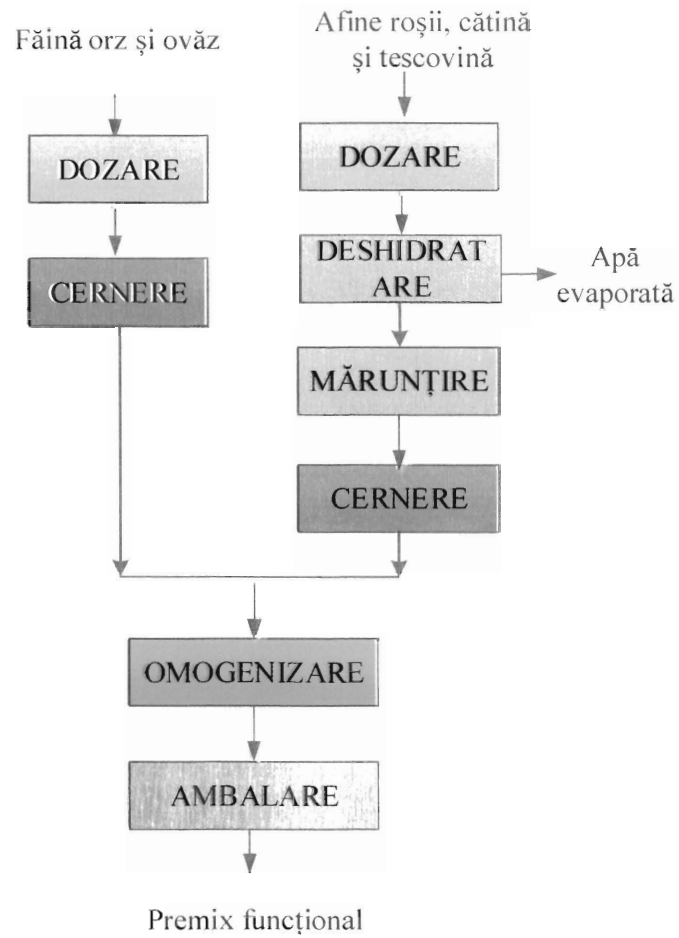 Făină orz și ovăz
Afine roșii, cătină
și tescovină
DOZARE
DOZARE
CERNERE
DESHIDRAT
ARE
Apă
evaporată
MĂRUNȚIRE
CERNERE
OMOGENIZARE
AMBALARE
Premix funcțional